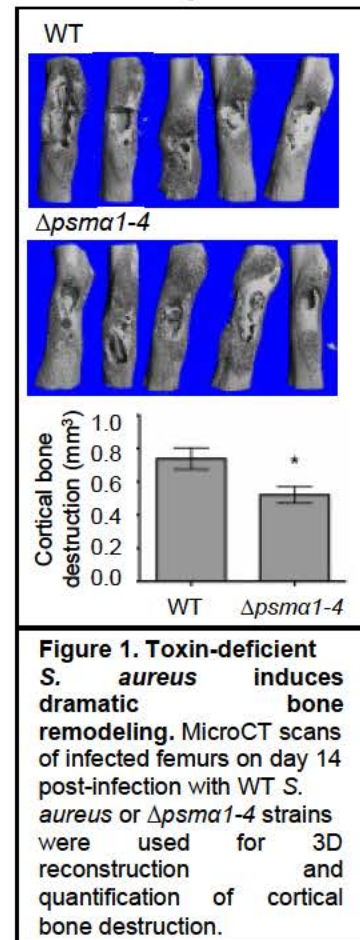 WT
Δpsmα1-4
1.0
0.8
0.6
0.4
0.2
0.0
Cortical bone
destruction (mm³)
*
WT Δpsmα1-4
Figure 1. Toxin-deficient
S. aureus induces
dramatic bone
remodeling. MicroCT scans
of infected femurs on day 14
post-infection with WT S.
aureus or Δpsmα1-4 strains
were used for 3D
reconstruction and
quantification of cortical
bone destruction.